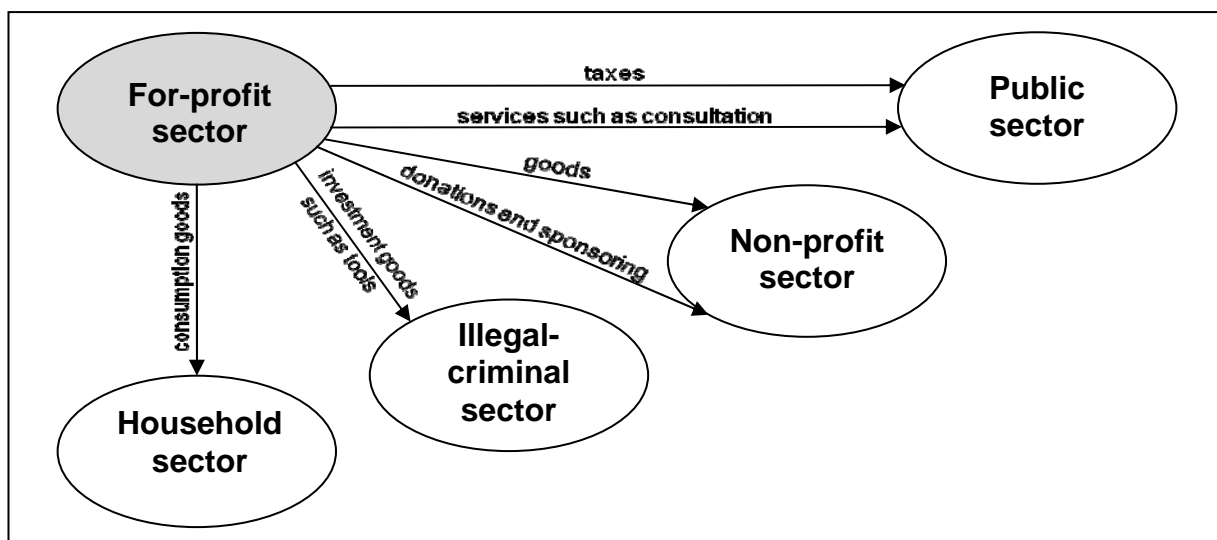 For-profit
sector
taxes
services such as consultation
Public
sector
goods
donations and sponsoring
Non-profit
sector
investment goods
such as tools
Illegal-
criminal
sector
consumption goods
Household
sector